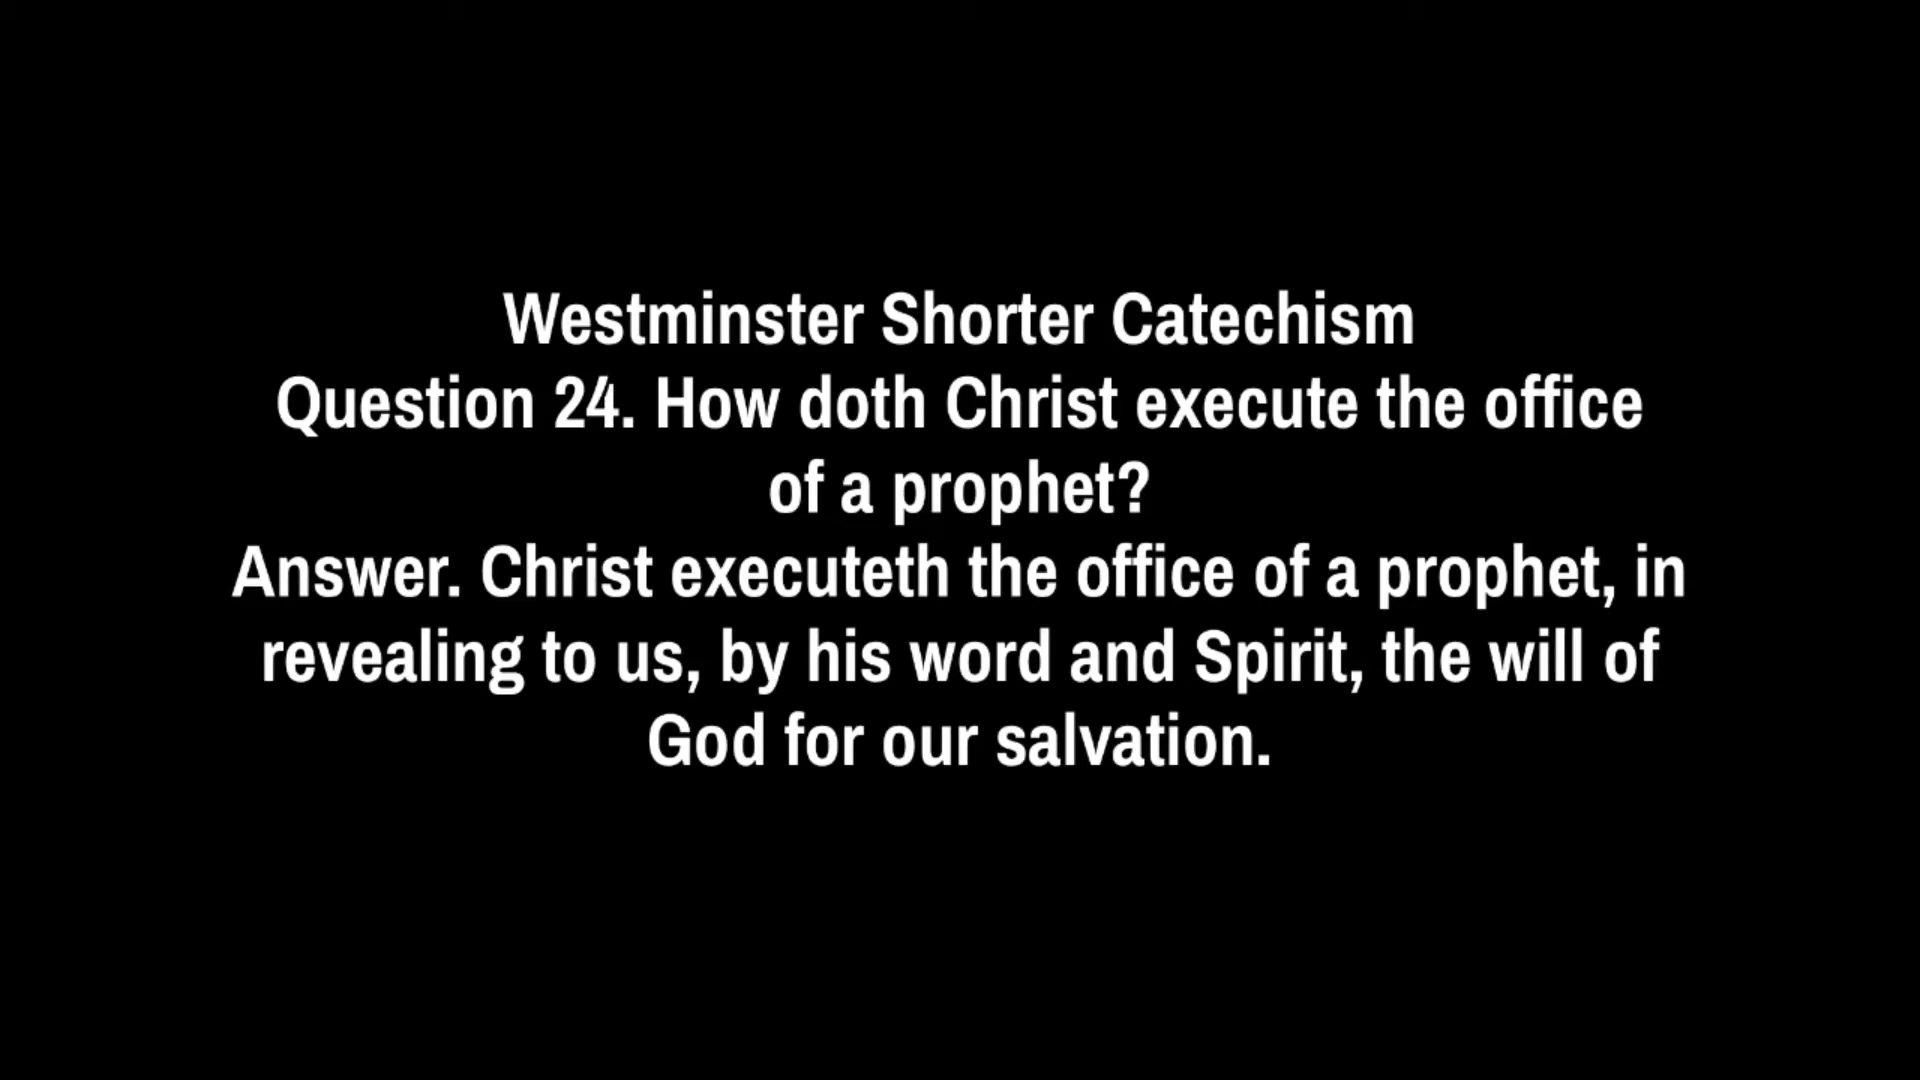 Westminster Shorter Catechism
Question 24. How doth Christ execute the office
of a prophet?
Answer. Christ executeth the office of a prophet, in
revealing to us, by his word and Spirit, the will of
God for our salvation.